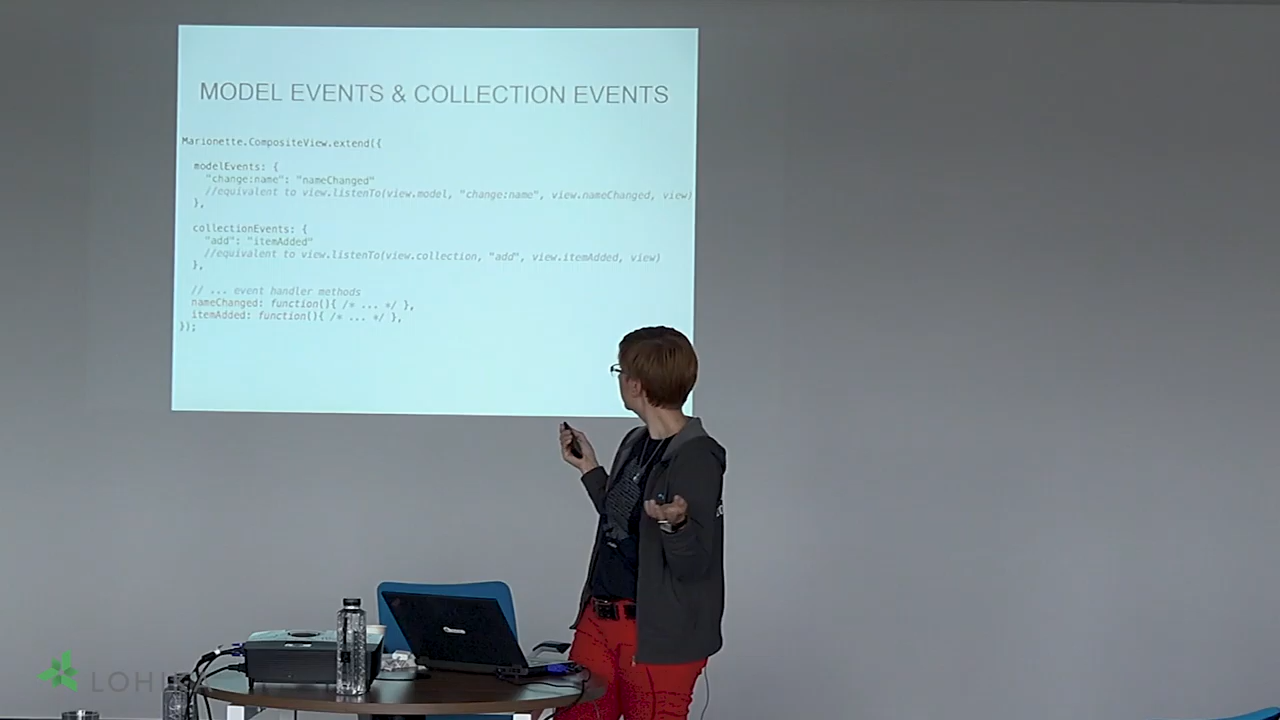 MODEL EVENTS & COLLECTION EVENTS
Marionette.CompositeView.extend({
modelEvents: {
"change:name": "nameChanged"
//equivalent to view.listenTo(view.model, "change:name", view.nameChanged, view)
},
collectionEvents: {
"add": "itemAdded"
//equivalent to view.listenTo(view.collection, "add", view.itemAdded, view)
},
// ... event handler methods
nameChanged: function(){ /* ... */ },
itemAdded: function(){ /* ... */ },
});